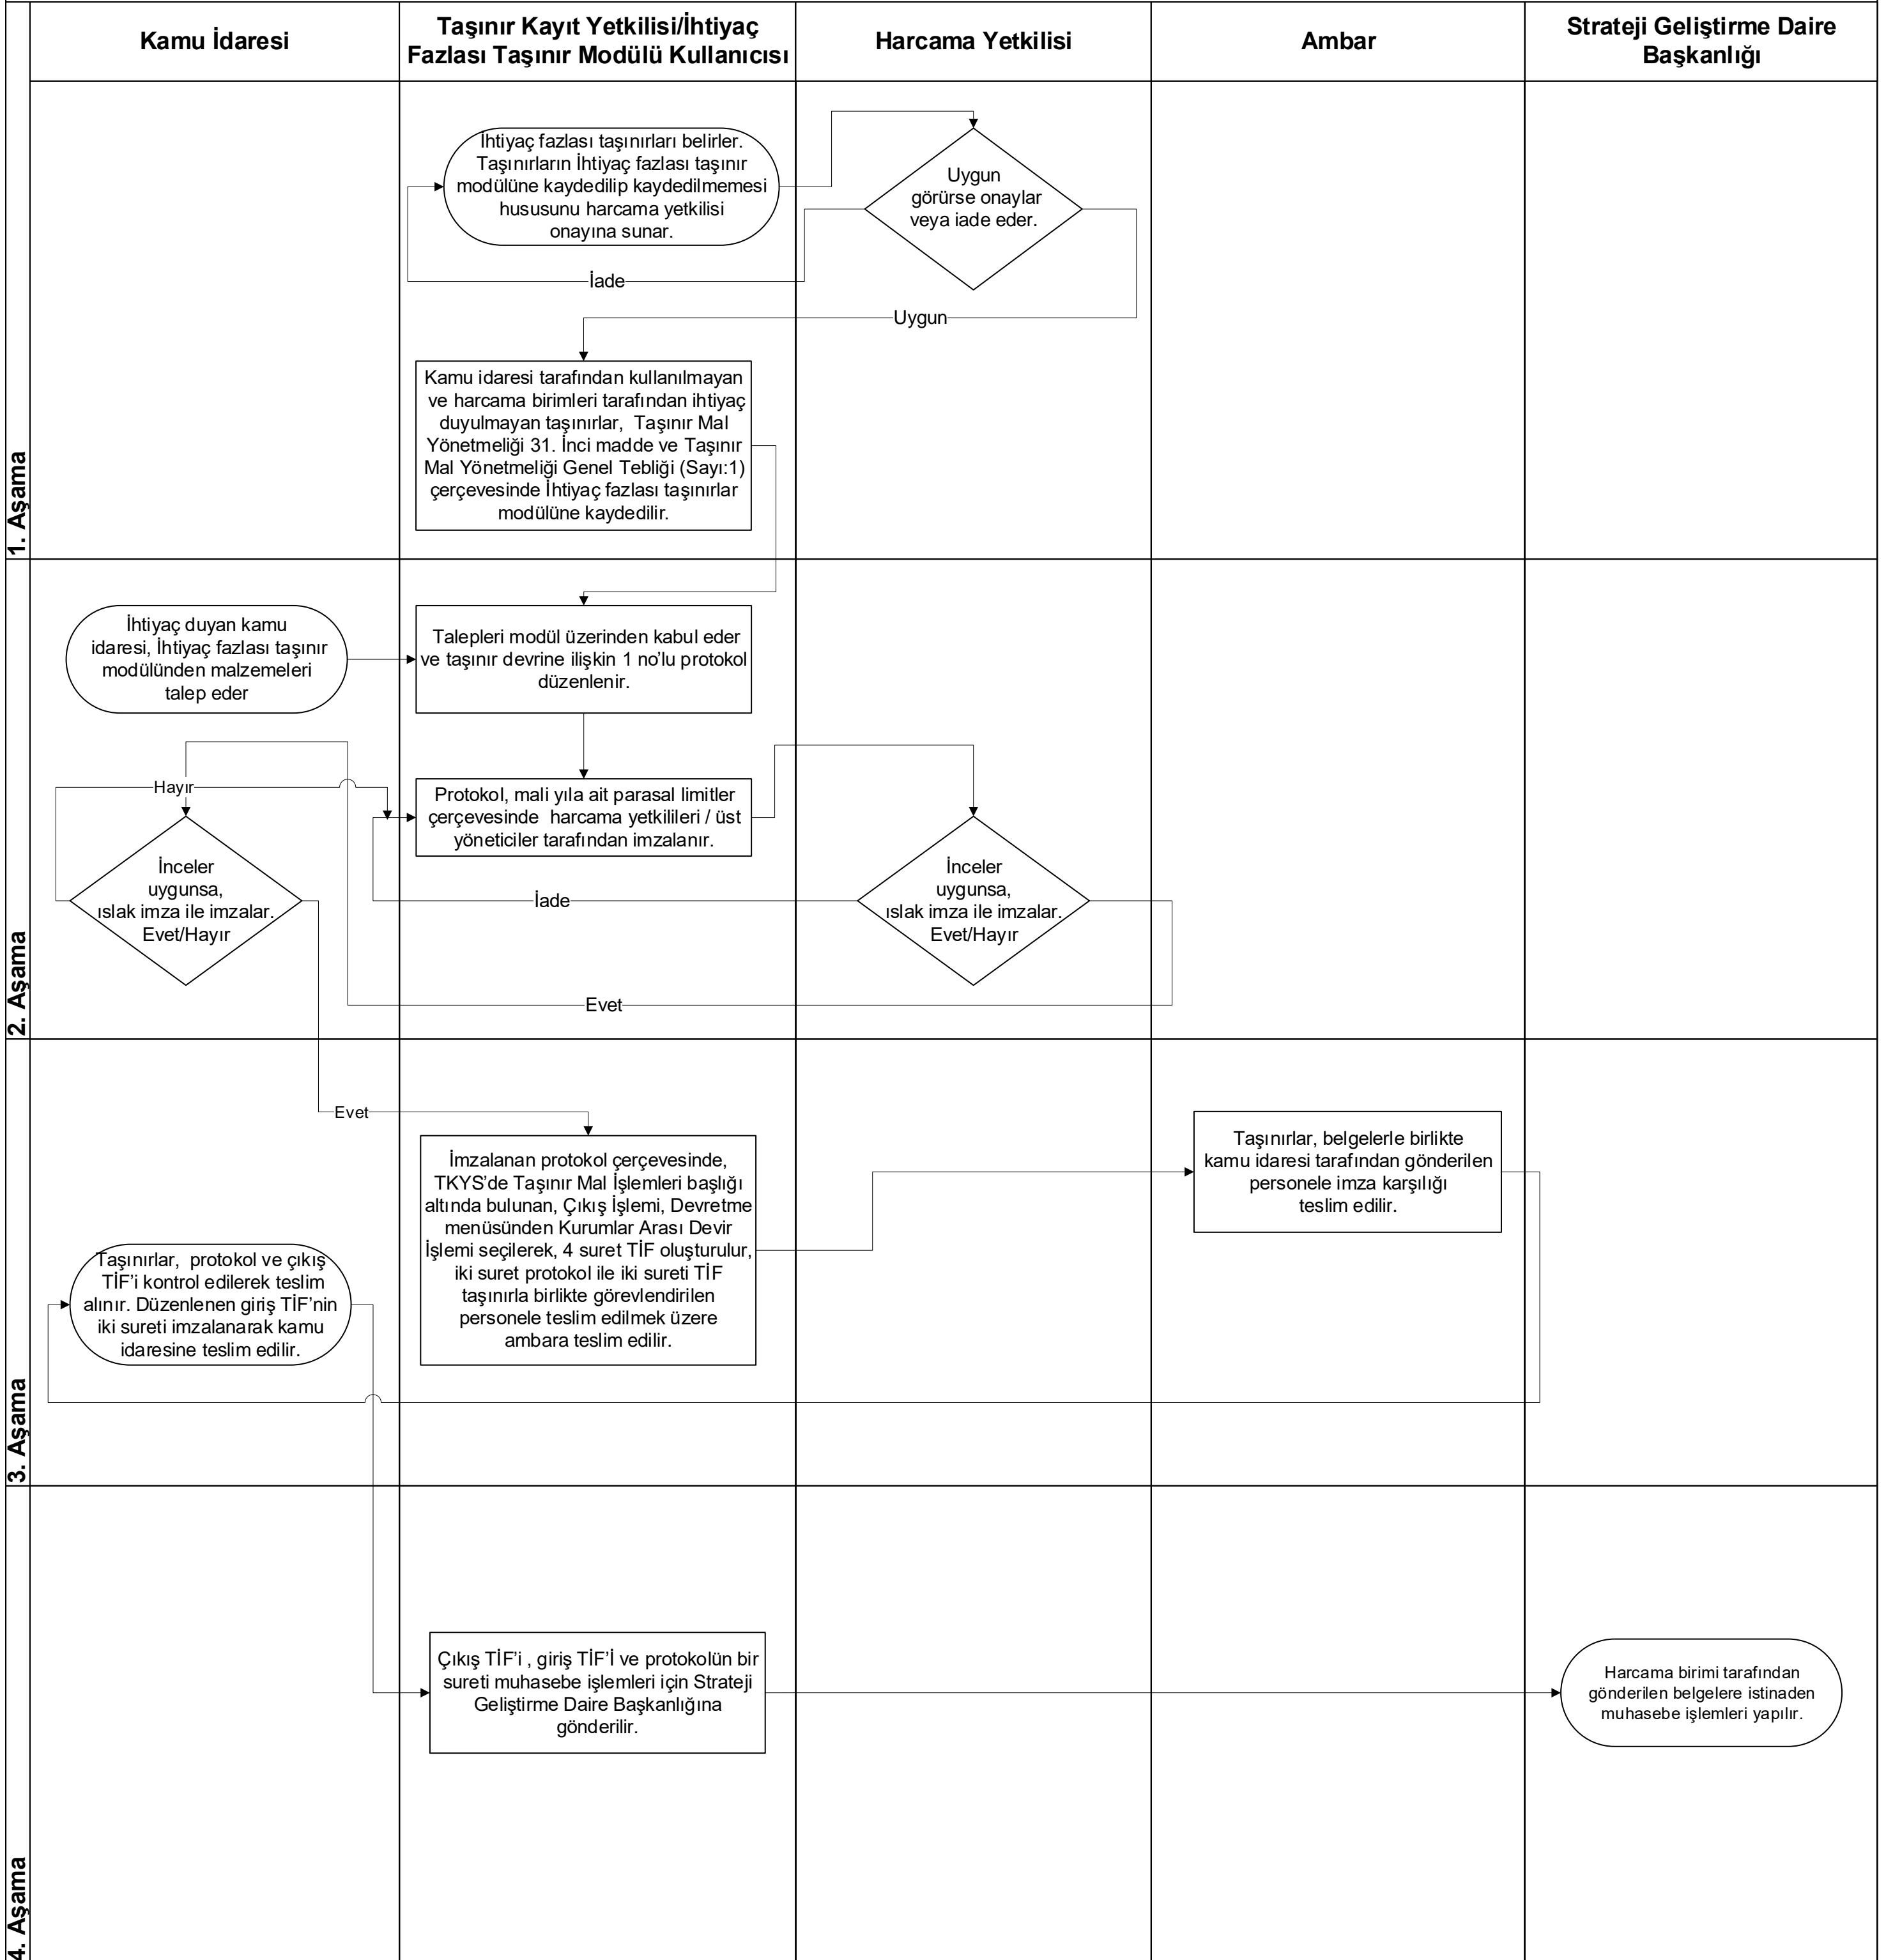 Kamu İdaresi
Taşınır Kayıt Yetkilisi/İhtiyaç
Fazlası Taşınır Modülü Kullanıcısı
Harcama Yetkilisi
Ambar
Strateji Geliştirme Daire
Başkanlığı
1. Aşama
İhtiyaç fazlası taşınırları belirler.
Taşınırların İhtiyaç fazlası taşınır
modülüne kaydedilip kaydedilmemesi
hususunu harcama yetkilisi
onayına sunar.
Uygun
görürse onaylar
veya iade eder.
İade
Uygun
Kamu idaresi tarafından kullanılmayan
ve harcama birimleri tarafından ihtiyaç
duyulmayan taşınırlar, Taşınır Mal
Yönetmeliği 31. İnci madde ve Taşınır
Mal Yönetmeliği Genel Tebliği (Sayı:1)
çerçevesinde İhtiyaç fazlası taşınırlar
modülüne kaydedilir.
2. Aşama
İhtiyaç duyan kamu
idaresi, İhtiyaç fazlası taşınır
modülünden malzemeleri
talep eder
Talepleri modül üzerinden kabul eder
ve taşınır devrine ilişkin 1 no’lu protokol
düzenlenir.
Hayır
Protokol, mali yıla ait parasal limitler
çerçevesinde harcama yetkilileri / üst
yöneticiler tarafından imzalanır.
İnceler
uygunsa,
ıslak imza ile imzalar.
Evet/Hayır
İade
İnceler
uygunsa,
ıslak imza ile imzalar.
Evet/Hayır
Evet
3. Aşama
Evet
İmzalanan protokol çerçevesinde,
TKYS’de Taşınır Mal İşlemleri başlığı
altında bulunan, Çıkış İşlemi, Devretme
menüsünden Kurumlar Arası Devir
İşlemi seçilerek, 4 suret TİF oluşturulur,
iki suret protokol ile iki sureti TİF
taşınırla birlikte görevlendirilen
personele teslim edilmek üzere
ambara teslim edilir.
Taşınırlar, belgelerle birlikte
kamu idaresi tarafından gönderilen
personele imza karşılığı
teslim edilir.
Taşınırlar, protokol ve çıkış
TİF’i kontrol edilerek teslim
alınır. Düzenlenen giriş TİF’nin
iki sureti imzalanarak kamu
idaresine teslim edilir.
4. Aşama
Çıkış TİF’i , giriş TİF’İ ve protokolün bir
sureti muhasebe işlemleri için Strateji
Geliştirme Daire Başkanlığına
gönderilir.
Harcama birimi tarafından
gönderilen belgelere istinaden
muhasebe işlemleri yapılır.